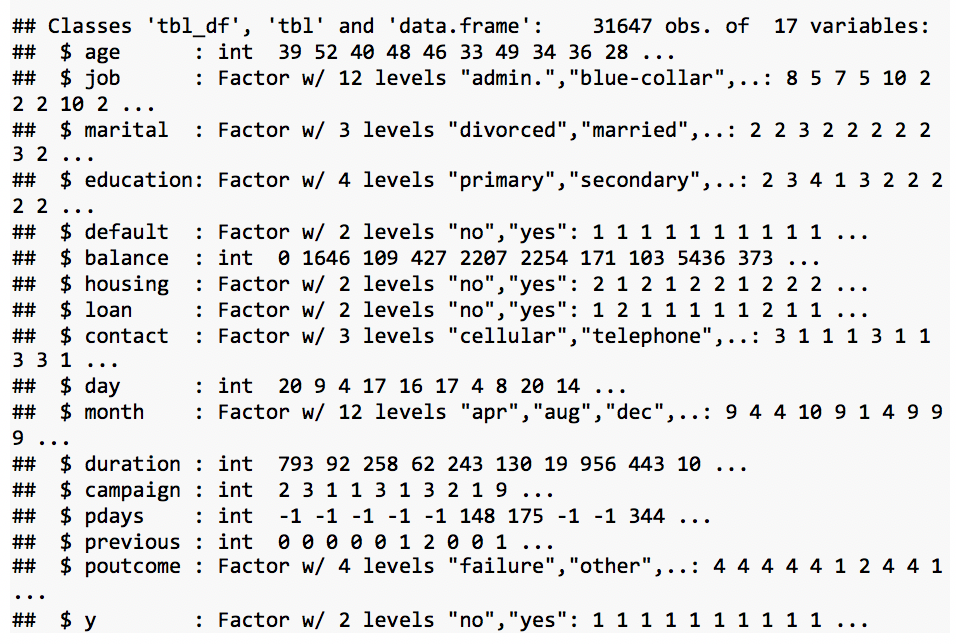 ## Classes 'tbl_df', 'tbl' and 'data.frame':    31647 obs. of  17 variables:
##  $ age      : int  39 52 40 48 46 33 49 34 36 28 ...
##  $ job      : Factor w/ 12 levels "admin.","blue-collar",..: 8 5 7 5 10 2
2 2 10 2 ...
##  $ marital  : Factor w/ 3 levels "divorced","married",..: 2 2 3 2 2 2 2 2
3 2 ...
##  $ education: Factor w/ 4 levels "primary","secondary",..: 2 3 4 1 3 2 2 2
2 2 ...
##  $ default  : Factor w/ 2 levels "no","yes": 1 1 1 1 1 1 1 1 1 1 ...
##  $ balance  : int  0 1646 109 427 2207 2254 171 103 5436 373 ...
##  $ housing  : Factor w/ 2 levels "no","yes": 2 1 2 1 2 2 1 2 2 2 ...
##  $ loan     : Factor w/ 2 levels "no","yes": 1 2 1 1 1 1 1 2 1 1 ...
##  $ contact  : Factor w/ 3 levels "cellular","telephone",..: 3 1 1 1 3 1 1
3 3 1 ...
##  $ day      : int  20 9 4 17 16 17 4 8 20 14 ...
##  $ month    : Factor w/ 12 levels "apr","aug","dec",..: 9 4 4 10 9 1 4 9 9
9 ...
##  $ duration : int  793 92 258 62 243 130 19 956 443 10 ...
##  $ campaign : int  2 3 1 1 3 1 3 2 1 9 ...
##  $ pdays    : int  -1 -1 -1 -1 -1 148 175 -1 -1 344 ...
##  $ previous : int  0 0 0 0 0 1 2 0 0 1 ...
##  $ poutcome : Factor w/ 4 levels "failure","other",..: 4 4 4 4 4 1 2 4 4 1
...
##  $ y        : Factor w/ 2 levels "no","yes": 1 1 1 1 1 1 1 1 1 1 ...